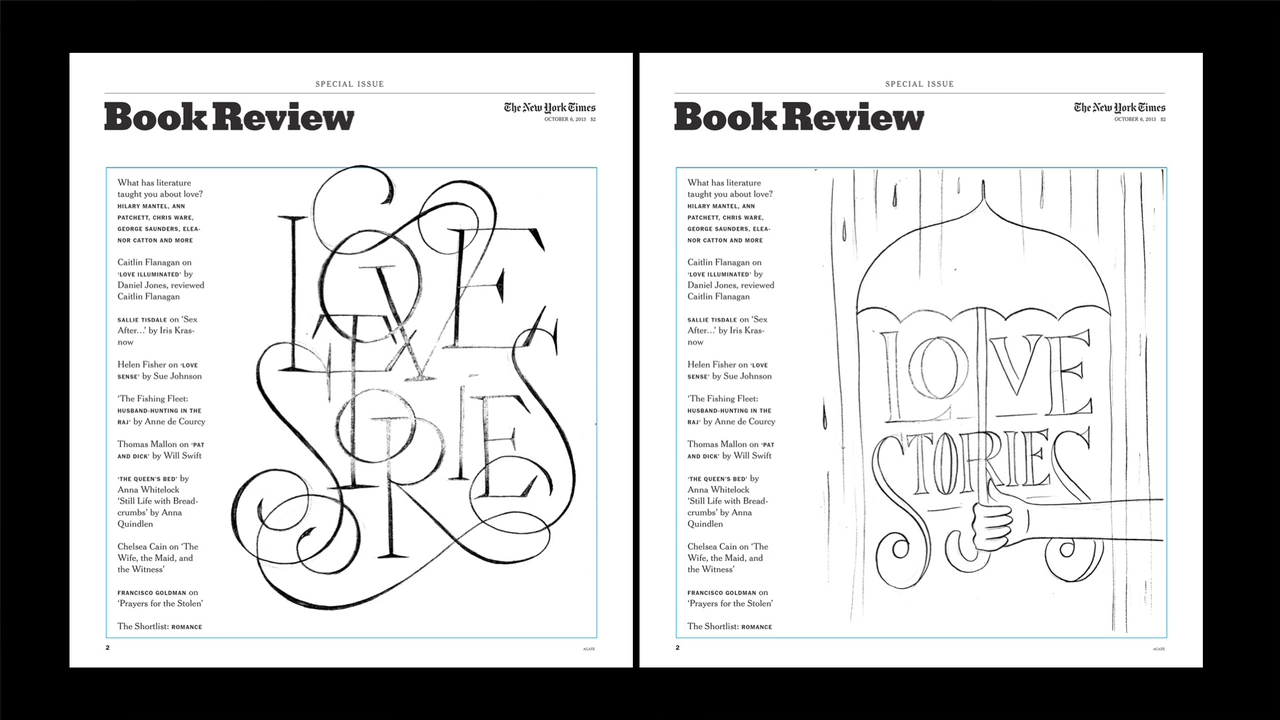 SPECIAL ISSUE
Book Review
The New York Times
OCTOBER 6, 2013 $2
What has literature
taught you about love?
HILARY MANTEL, ANN
PATCHETT, CHRIS WARE,
GEORGE SAUNDERS, ELEA-
NOR CATTON AND MORE
Caitlin Flanagan on
'LOVE ILLUMINATED' by
Daniel Jones, reviewed
Caitlin Flanagan
SALLIE TISDALE on 'Sex
After...' by Iris Kras-
now
Helen Fisher on 'LOVE
SENSE' by Sue Johnson
'The Fishing Fleet:
HUSBAND-HUNTING IN THE
RAJ' by Anne de Courcy
Thomas Mallon on 'PAT
AND DICK' by Will Swift
'THE QUEEN'S BED' by
Anna Whitelock
'Still Life with Bread-
crumbs' by Anna
Quindlen
Chelsea Cain on 'The
Wife, the Maid, and
the Witness'
FRANCISCO GOLDMAN on
'Prayers for the Stolen'
The Shortlist: ROMANCE
LOVE
STORIES
2
AGATE
SPECIAL ISSUE
Book Review
The New York Times
OCTOBER 6, 2013 $2
What has literature
taught you about love?
HILARY MANTEL, ANN
PATCHETT, CHRIS WARE,
GEORGE SAUNDERS, ELEA-
NOR CATTON AND MORE
Caitlin Flanagan on
'LOVE ILLUMINATED' by
Daniel Jones, reviewed
Caitlin Flanagan
SALLIE TISDALE on 'Sex
After...' by Iris Kras-
now
Helen Fisher on 'LOVE
SENSE' by Sue Johnson
'The Fishing Fleet:
HUSBAND-HUNTING IN THE
RAJ' by Anne de Courcy
Thomas Mallon on 'PAT
AND DICK' by Will Swift
'THE QUEEN'S BED' by
Anna Whitelock
'Still Life with Bread-
crumbs' by Anna
Quindlen
Chelsea Cain on 'The
Wife, the Maid, and
the Witness'
FRANCISCO GOLDMAN on
'Prayers for the Stolen'
The Shortlist: ROMANCE
LOVE
STORIES
2
AGATE